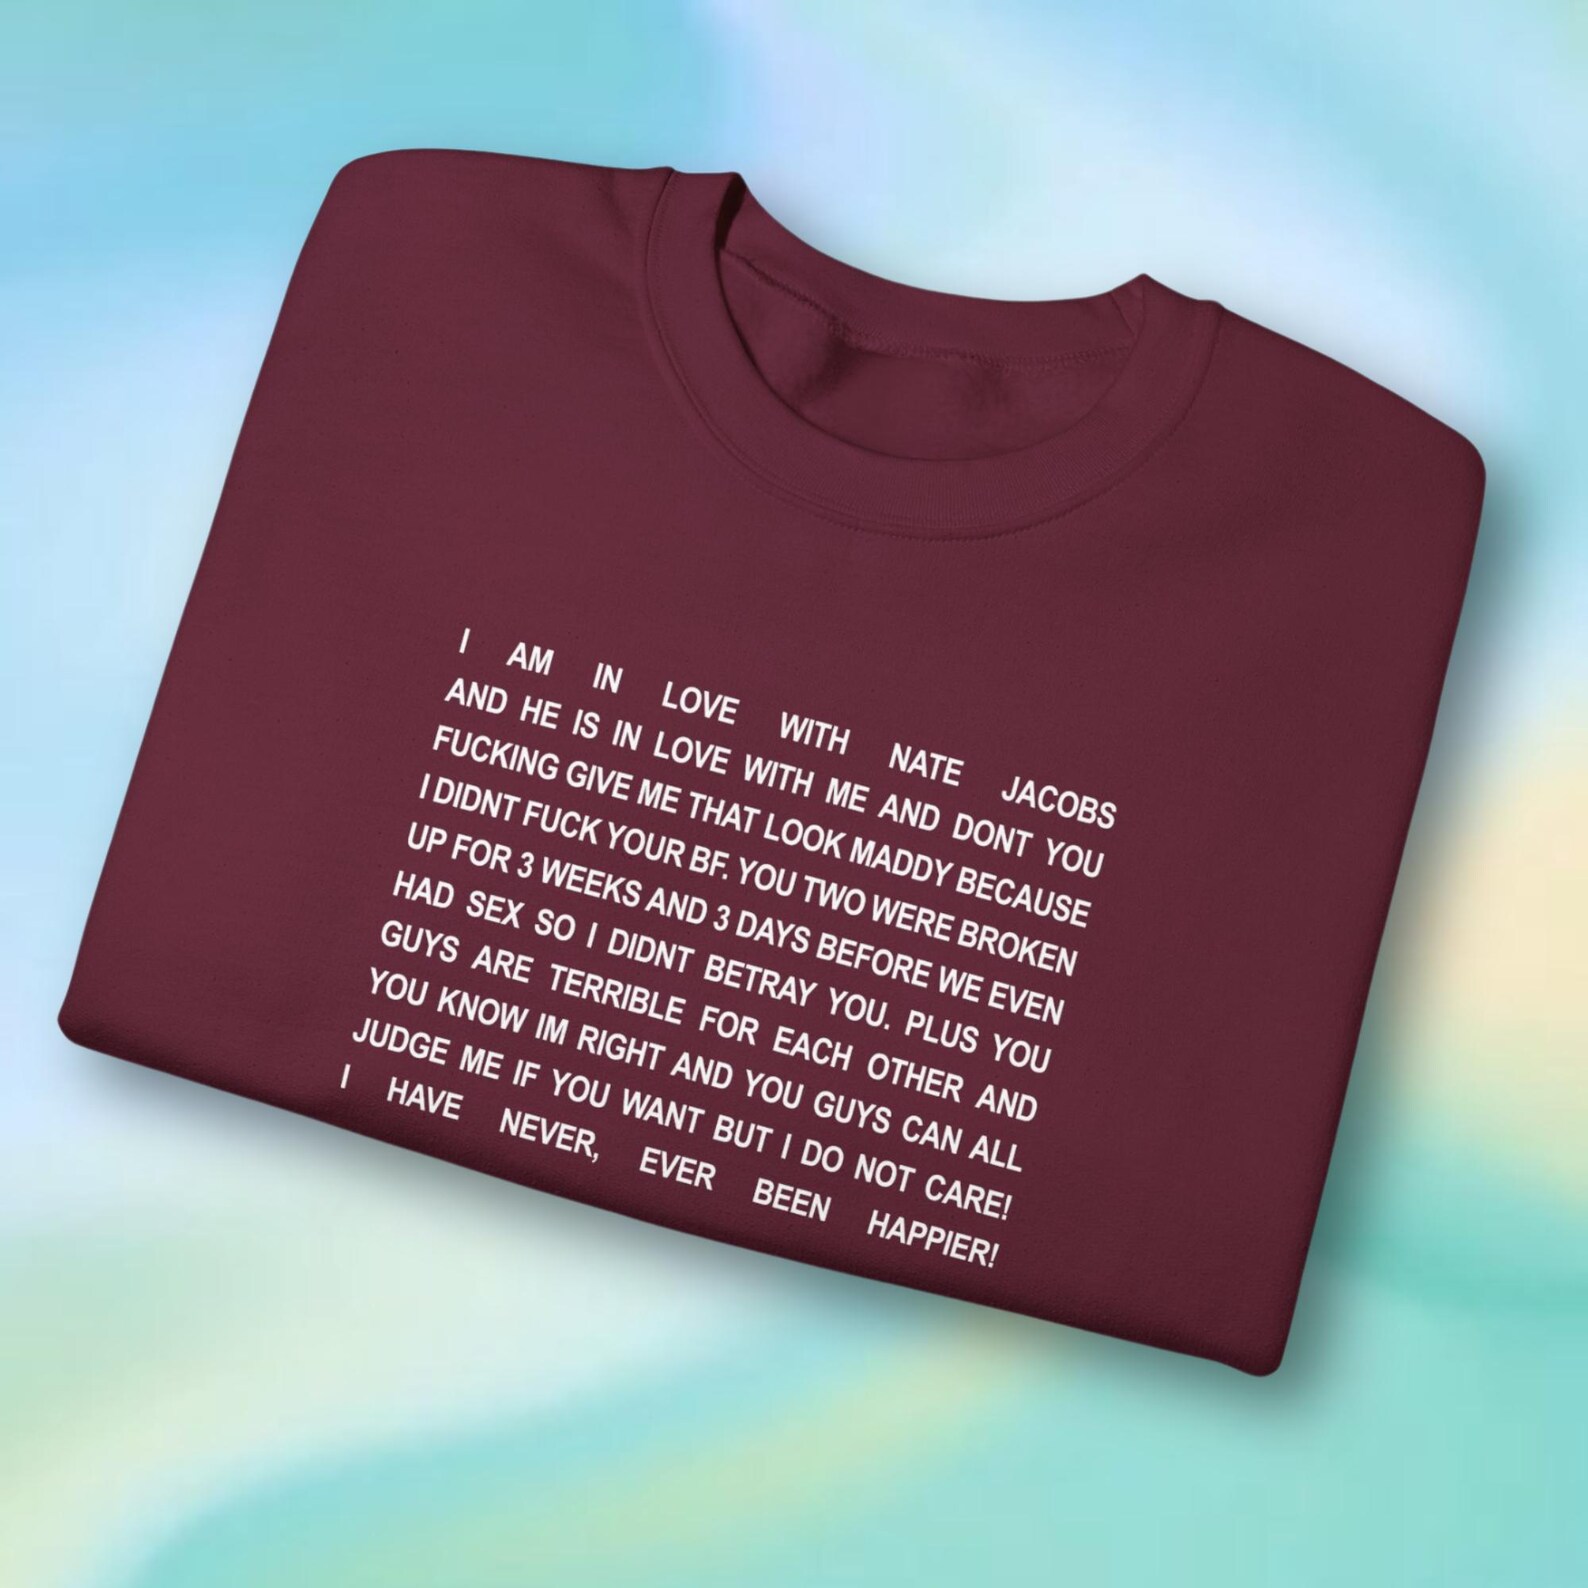 I AM IN LOVE WITH NATE JACOBS
AND HE IS IN LOVE WITH ME AND DONT YOU
FUCKING GIVE ME THAT LOOK MADDY BECAUSE
I DIDNT FUCK YOUR BF. YOU TWO WERE BROKEN
UP FOR 3 WEEKS AND 3 DAYS BEFORE WE EVEN
HAD SEX SO I DIDNT BETRAY YOU. PLUS YOU
GUYS ARE TERRIBLE FOR EACH OTHER AND
YOU KNOW IM RIGHT AND YOU GUYS CAN ALL
JUDGE ME IF YOU WANT BUT I DO NOT CARE!
I HAVE NEVER, EVER BEEN HAPPIER!